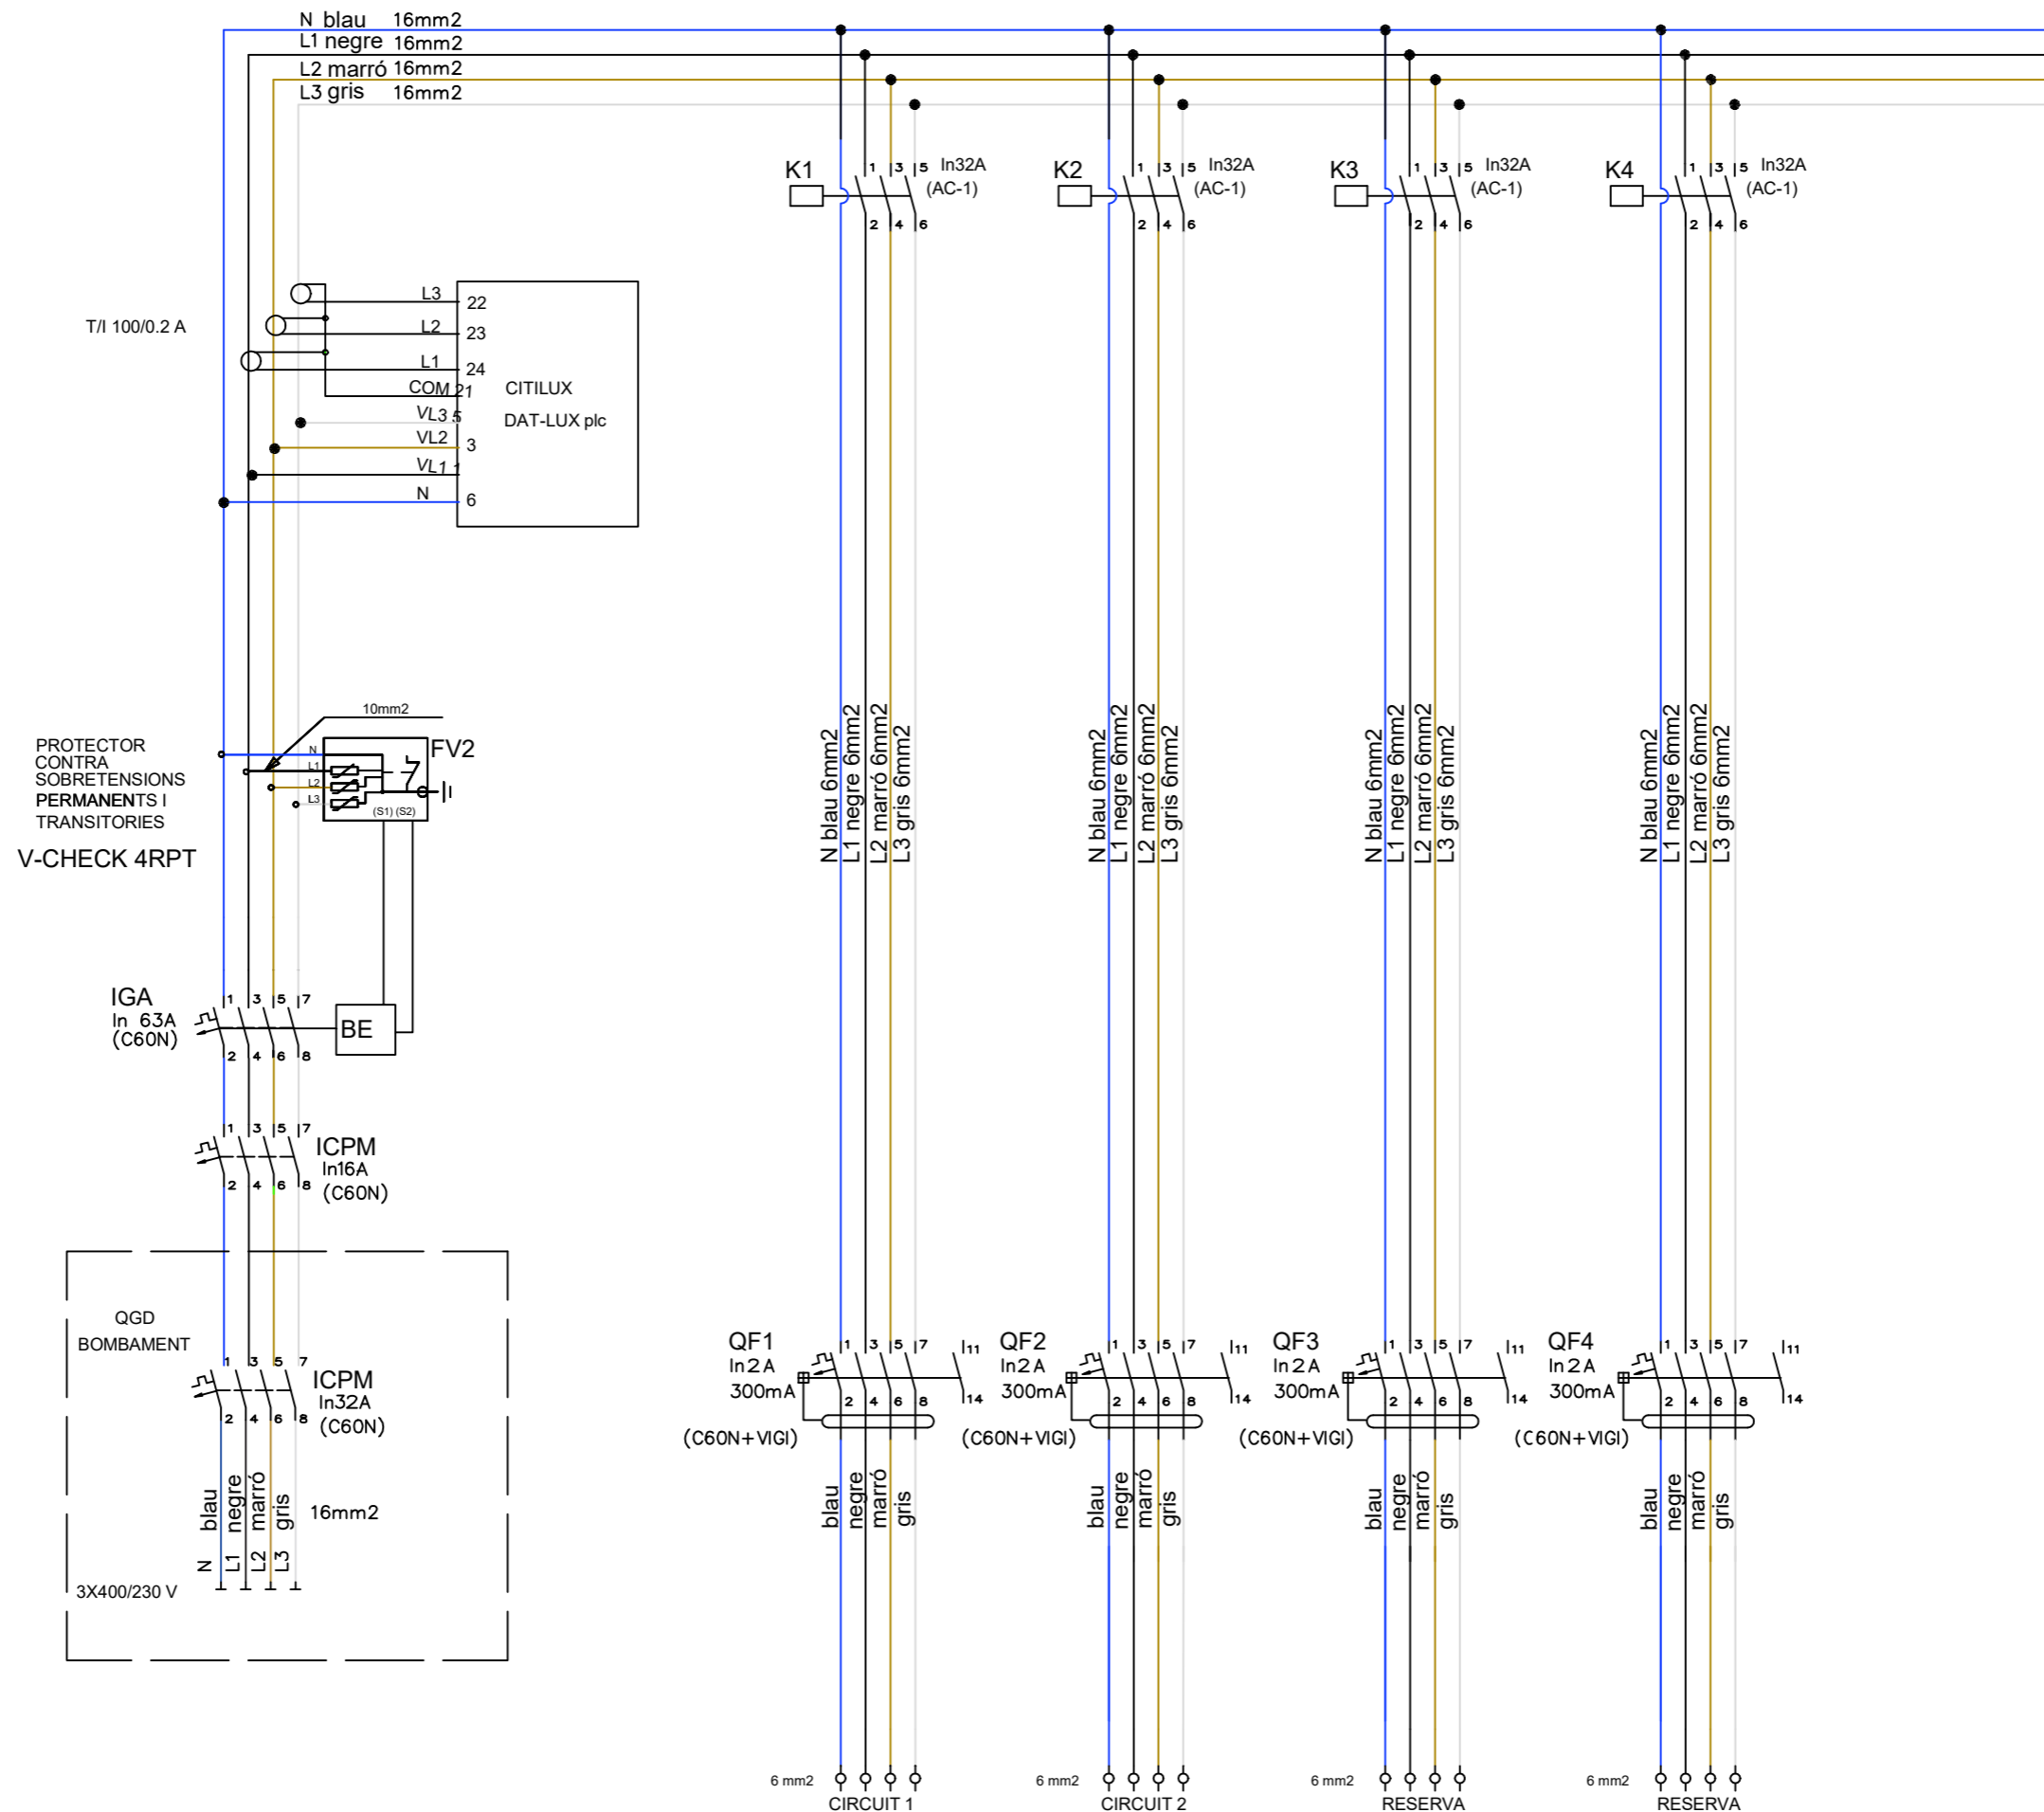 N blau 16mm2
L1 negre 16mm2
L2 marró 16mm2
L3 gris 16mm2
K1
1 3 5
In32A
(AC-1)
2 4 6
K2
1 3 5
In32A
(AC-1)
2 4 6
K3
1 3 5
In32A
(AC-1)
2 4 6
K4
1 3 5
In32A
(AC-1)
2 4 6
T/I 100/0.2 A
L3 22
L2 23
L1 24
COM 21
VL3 5
VL2 3
VL1 1
N 6
CITILUX
DAT-LUX plc
10mm2
PROTECTOR
CONTRA
SOBRETENSIONS
PERMANENTS I
TRANSITORIES
V-CHECK 4RPT
FV2
N
L1
L2
L3
(S1) (S2)
N blau 6mm2
L1 negre 6mm2
L2 marró 6mm2
L3 gris 6mm2
N blau 6mm2
L1 negre 6mm2
L2 marró 6mm2
L3 gris 6mm2
N blau 6mm2
L1 negre 6mm2
L2 marró 6mm2
L3 gris 6mm2
N blau 6mm2
L1 negre 6mm2
L2 marró 6mm2
L3 gris 6mm2
IGA
In 63A
(C60N)
1 3 5 7
2 4 6 8
BE
1 3 5 7
2 4 6 8
ICPM
In16A
(C60N)
QGD
BOMBAMENT
1 3 5 7
2 4 6 8
ICPM
In32A
(C60N)
N blau
L1 negre
L2 marró
L3 gris
16mm2
3X400/230 V
QF1
In 2 A
300mA
(C60N+VIGI)
1 3 5 7 11
2 4 6 8 14
blau
negre
marró
gris
6 mm2
CIRCUIT 1
QF2
In 2 A
300mA
(C60N+VIGI)
1 3 5 7 11
2 4 6 8 14
blau
negre
marró
gris
6 mm2
CIRCUIT 2
QF3
In 2 A
300mA
(C60N+VIGI)
1 3 5 7 11
2 4 6 8 14
blau
negre
marró
gris
6 mm2
RESERVA
QF4
In 2 A
300mA
(C60N+VIGI)
1 3 5 7 11
2 4 6 8 14
blau
negre
marró
gris
6 mm2
RESERVA